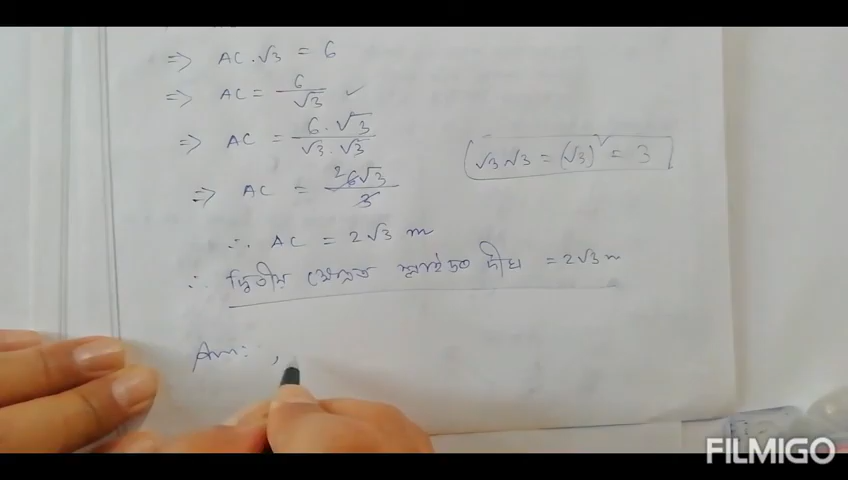 => AC.√3 = 6
=> AC = 6/√3 ✓
=> AC = 6.√3/√3.√3
√3 √3 = (√3)² = 3
=> AC = 2 6√3/3
∴ AC = 2√3 m
∴ দ্বিতীয় = 2√3 m
Ans: ,
FILMIGO